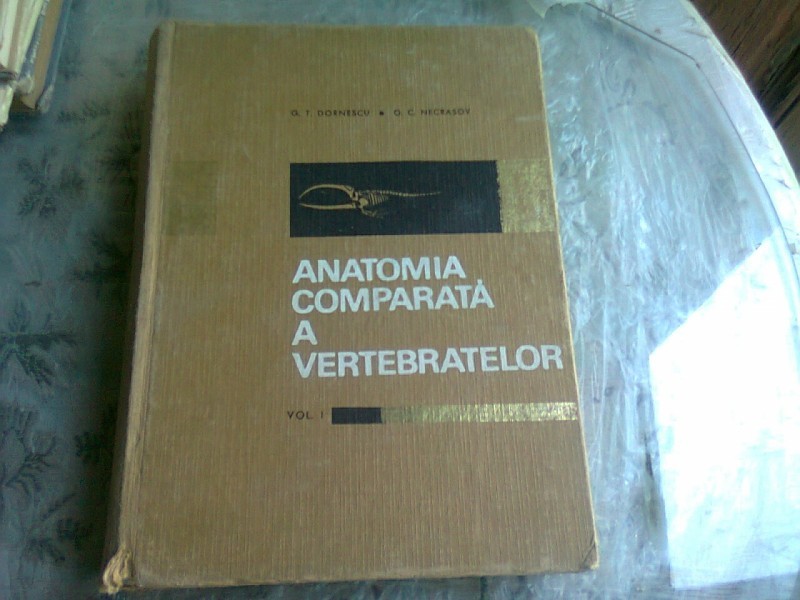 G. T. DORNESCU • O. C. NECRASOV
ANATOMIA
COMPARATĂ
A
VERTEBRATELOR
VOL. I